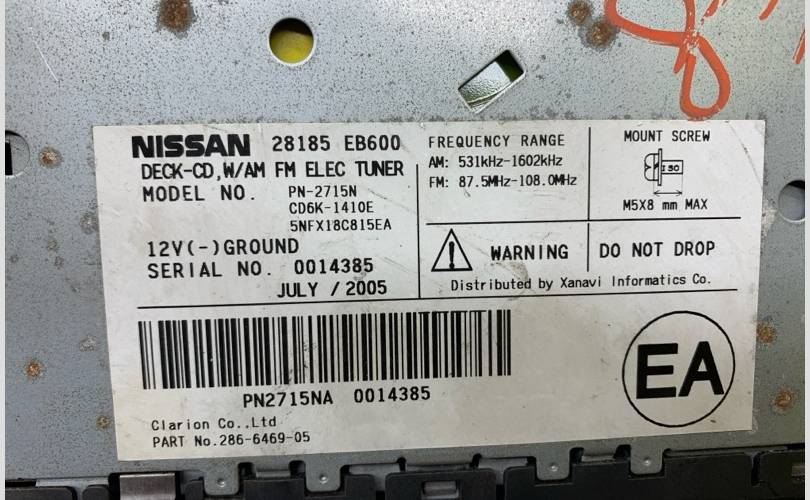 NISSAN 28185 EB600
DECK-CD,W/AM FM ELEC TUNER
MODEL NO. PN-2715N
CD6K-1410E
5NFX18C815EA
12V(-)GROUND
SERIAL NO. 0014385
JULY / 2005
FREQUENCY RANGE
AM: 531kHz-1602kHz
FM: 87.5MHz-108.0MHz
MOUNT SCREW
ISO
M5X8 mm MAX
WARNING
DO NOT DROP
Distributed by Xanavi Informatics Co.
PN2715NA 0014385
Clarion Co.,Ltd
PART No.286-6469-05
EA